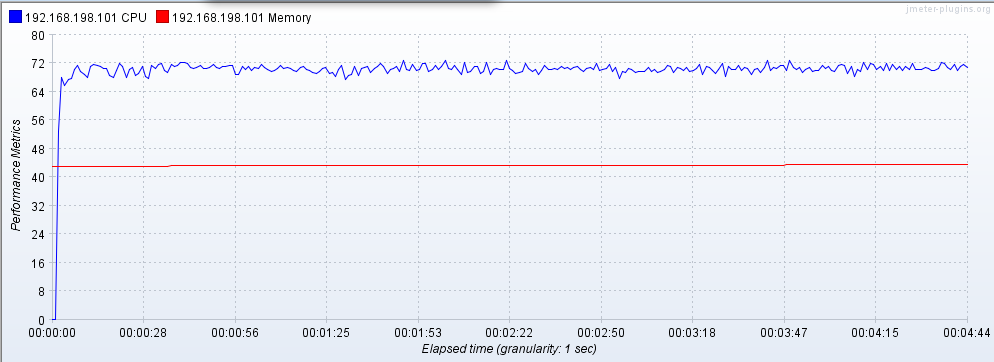 jmeter-plugins.org
192.168.198.101 CPU 192.168.198.101 Memory
80
72
64
56
48
40
32
24
16
8
0
Performance Metrics
00:00:00 00:00:28 00:00:56 00:01:25 00:01:53 00:02:22 00:02:50 00:03:18 00:03:47 00:04:15 00:04:44
Elapsed time (granularity: 1 sec)